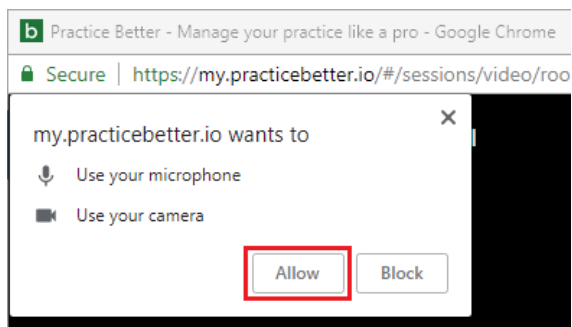 b Practice Better - Manage your practice like a pro - Google Chrome
Secure | https://my.practicebetter.io/#/sessions/video/roo
my.practicebetter.io wants to
Use your microphone
Use your camera
Allow Block